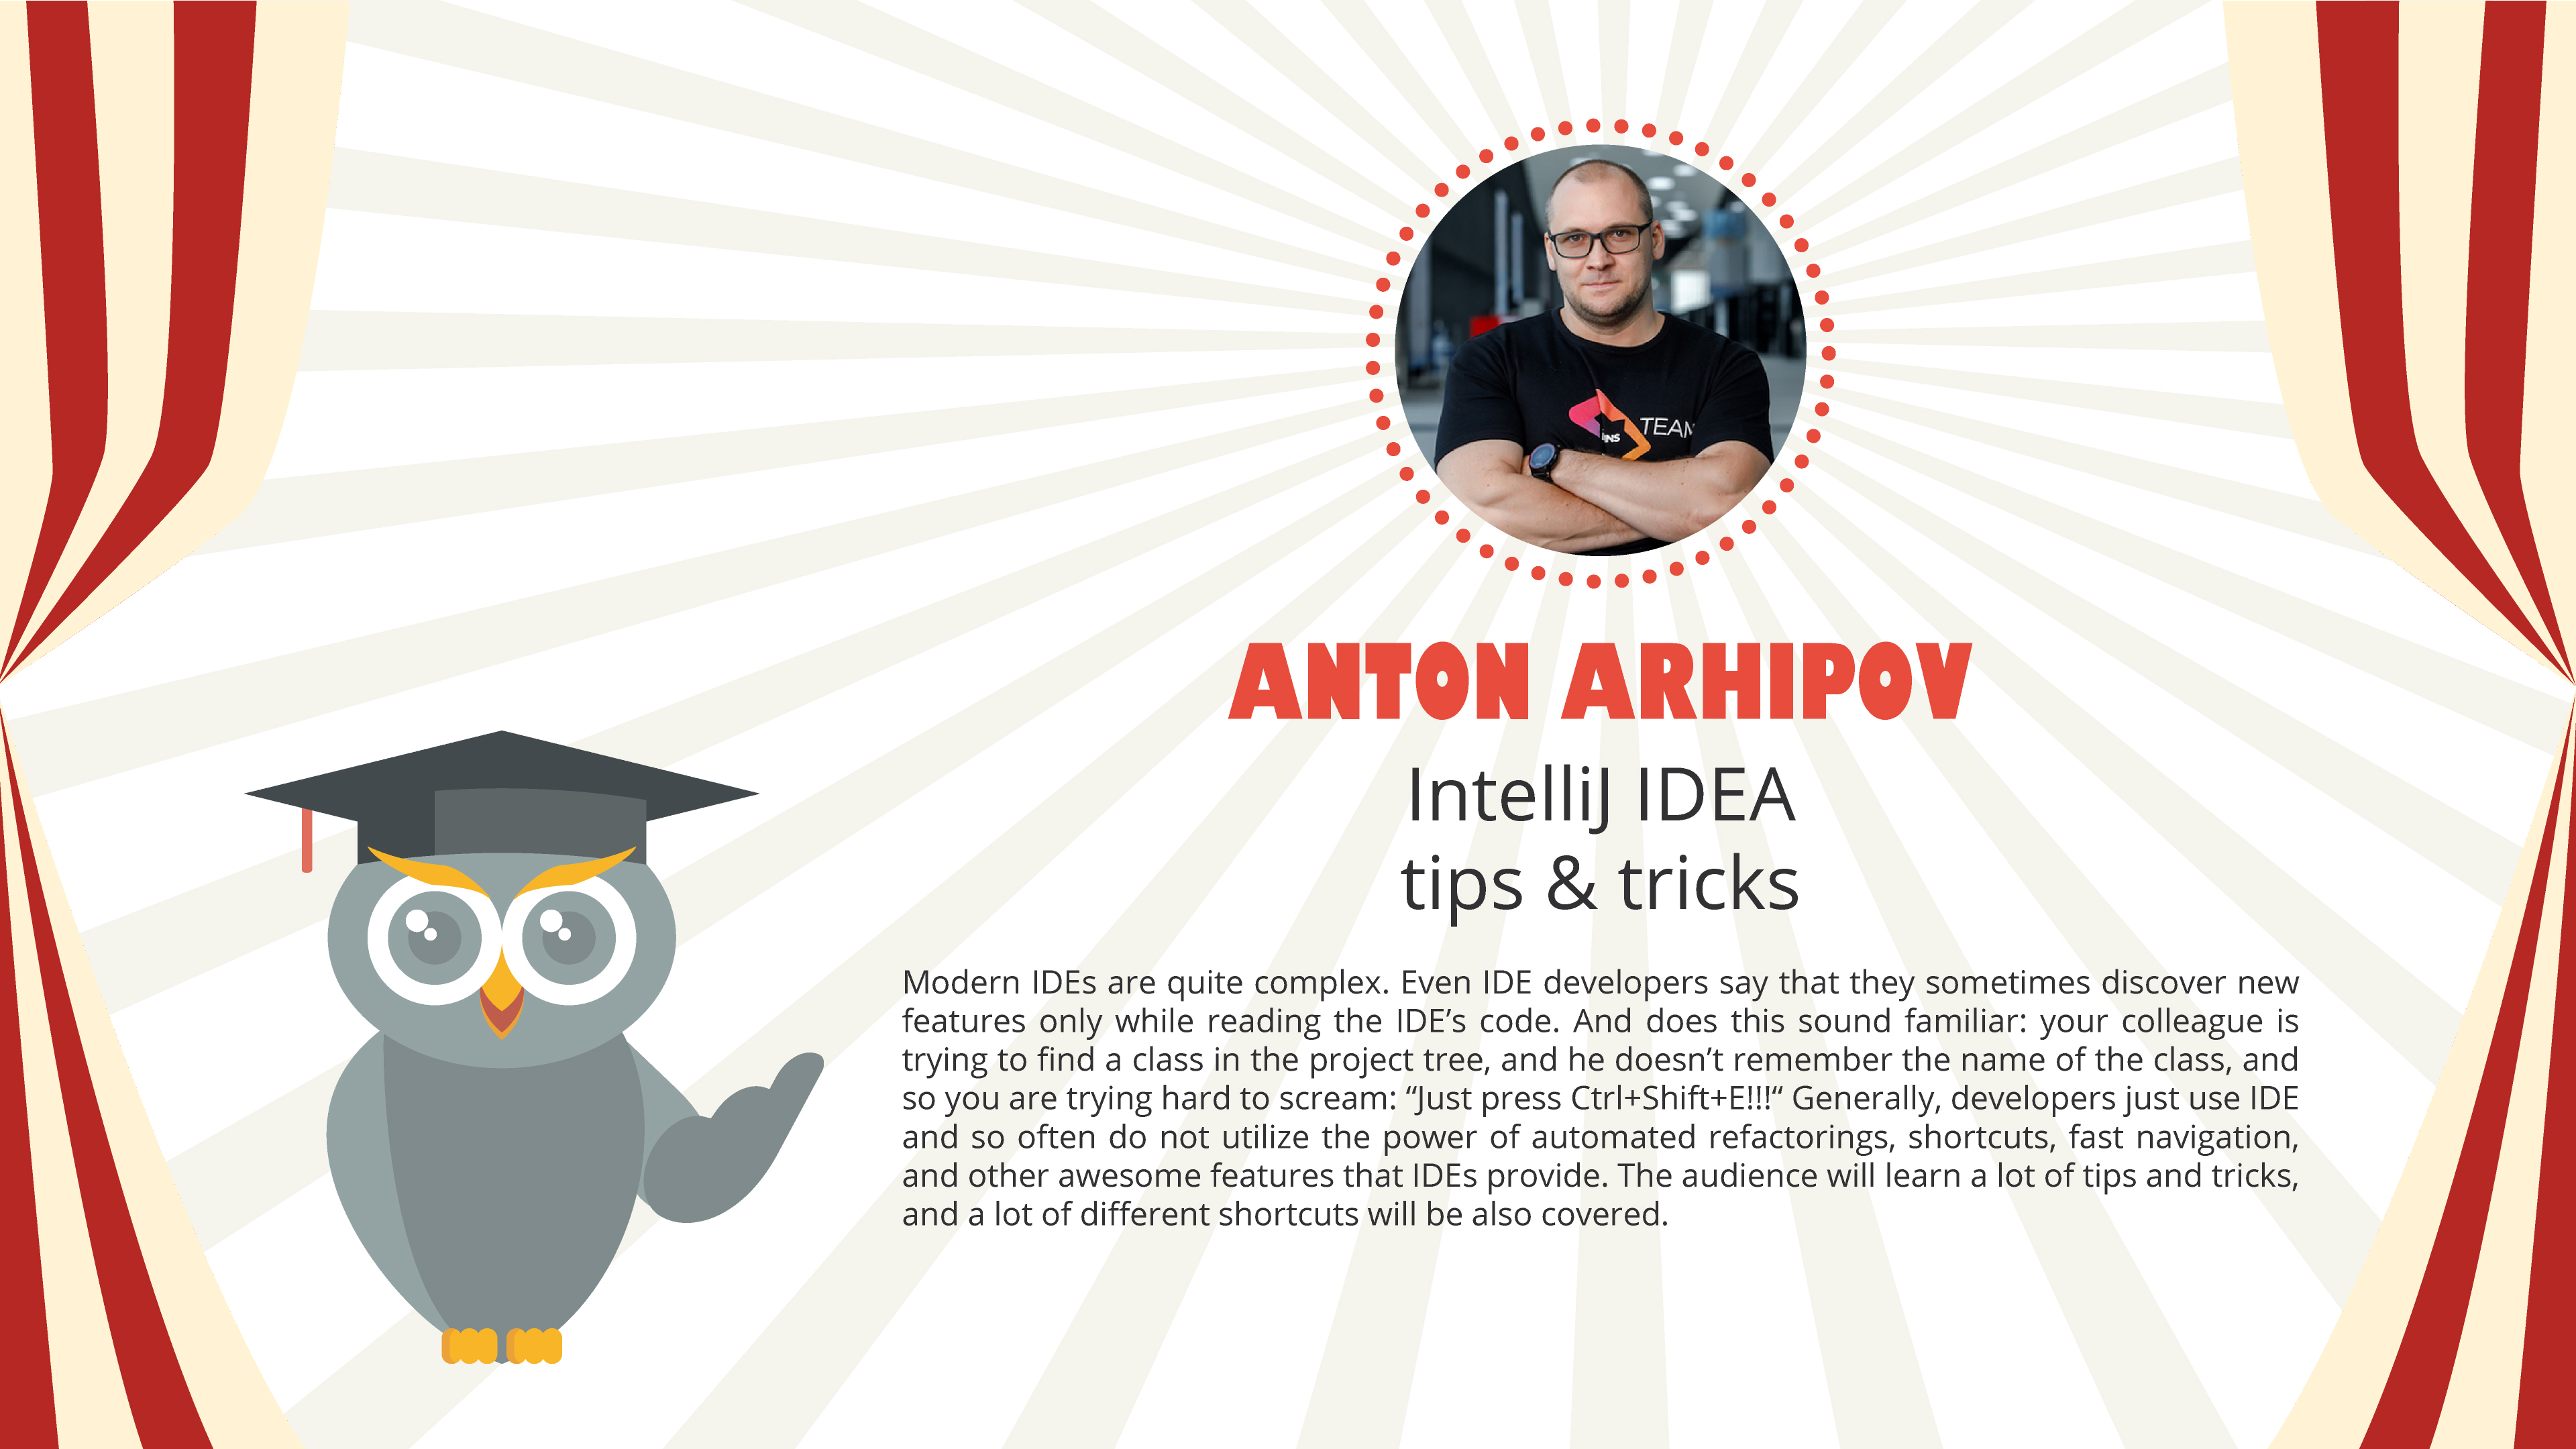 TEAM
ANTON ARHIPOV
IntelliJ IDEA
tips & tricks
Modern IDEs are quite complex. Even IDE developers say that they sometimes discover new
features only while reading the IDE’s code. And does this sound familiar: your colleague is
trying to find a class in the project tree, and he doesn’t remember the name of the class, and
so you are trying hard to scream: “Just press Ctrl+Shift+E!!!“ Generally, developers just use IDE
and so often do not utilize the power of automated refactorings, shortcuts, fast navigation,
and other awesome features that IDEs provide. The audience will learn a lot of tips and tricks,
and a lot of different shortcuts will be also covered.